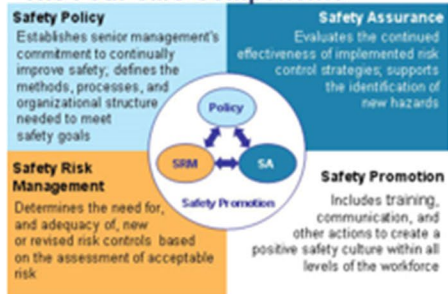 Safety Policy
Establishes senior management's
commitment to continually
improve safety; defines the
methods, processes, and
organizational structure
needed to meet
safety goals
Safety Assurance
Evaluates the continued
effectiveness of implemented risk
control strategies; supports
the identification of
new hazards
Policy
SRM
SA
Safety Promotion
Safety Risk
Management
Determines the need for,
and adequacy of, new
or revised risk controls based
on the assessment of acceptable
risk
Safety Promotion
Includes training,
communication, and
other actions to create a
positive safety culture within all
levels of the workforce